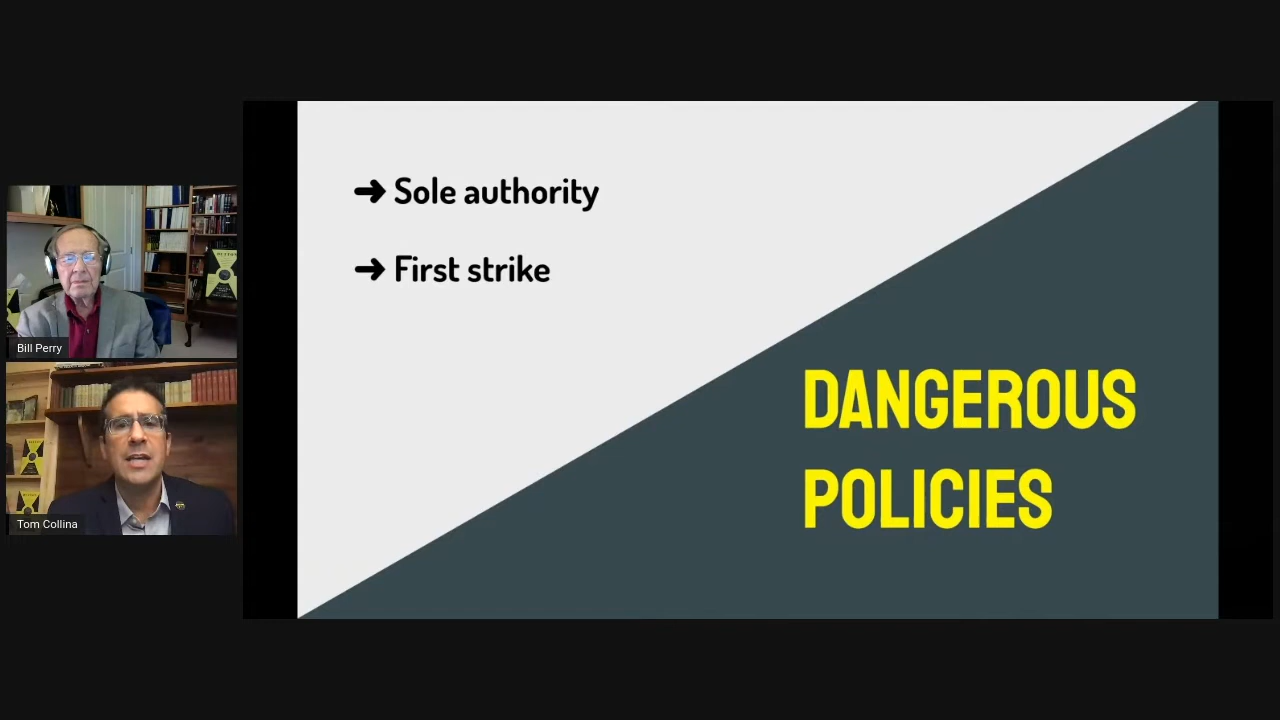 ➜ Sole authority
➜ First strike
DANGEROUS
POLICIES
Bill Perry
Tom Collina